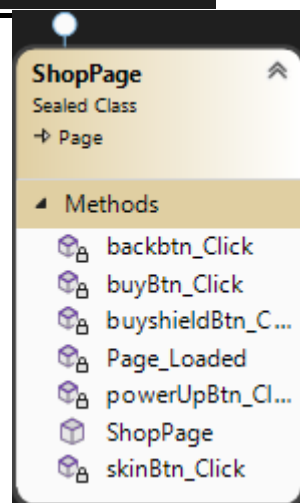 ShopPage
Sealed Class
Page
Methods
backbtn_Click
buyBtn_Click
buyshieldBtn_C...
Page_Loaded
powerUpBtn_Cl...
ShopPage
skinBtn_Click